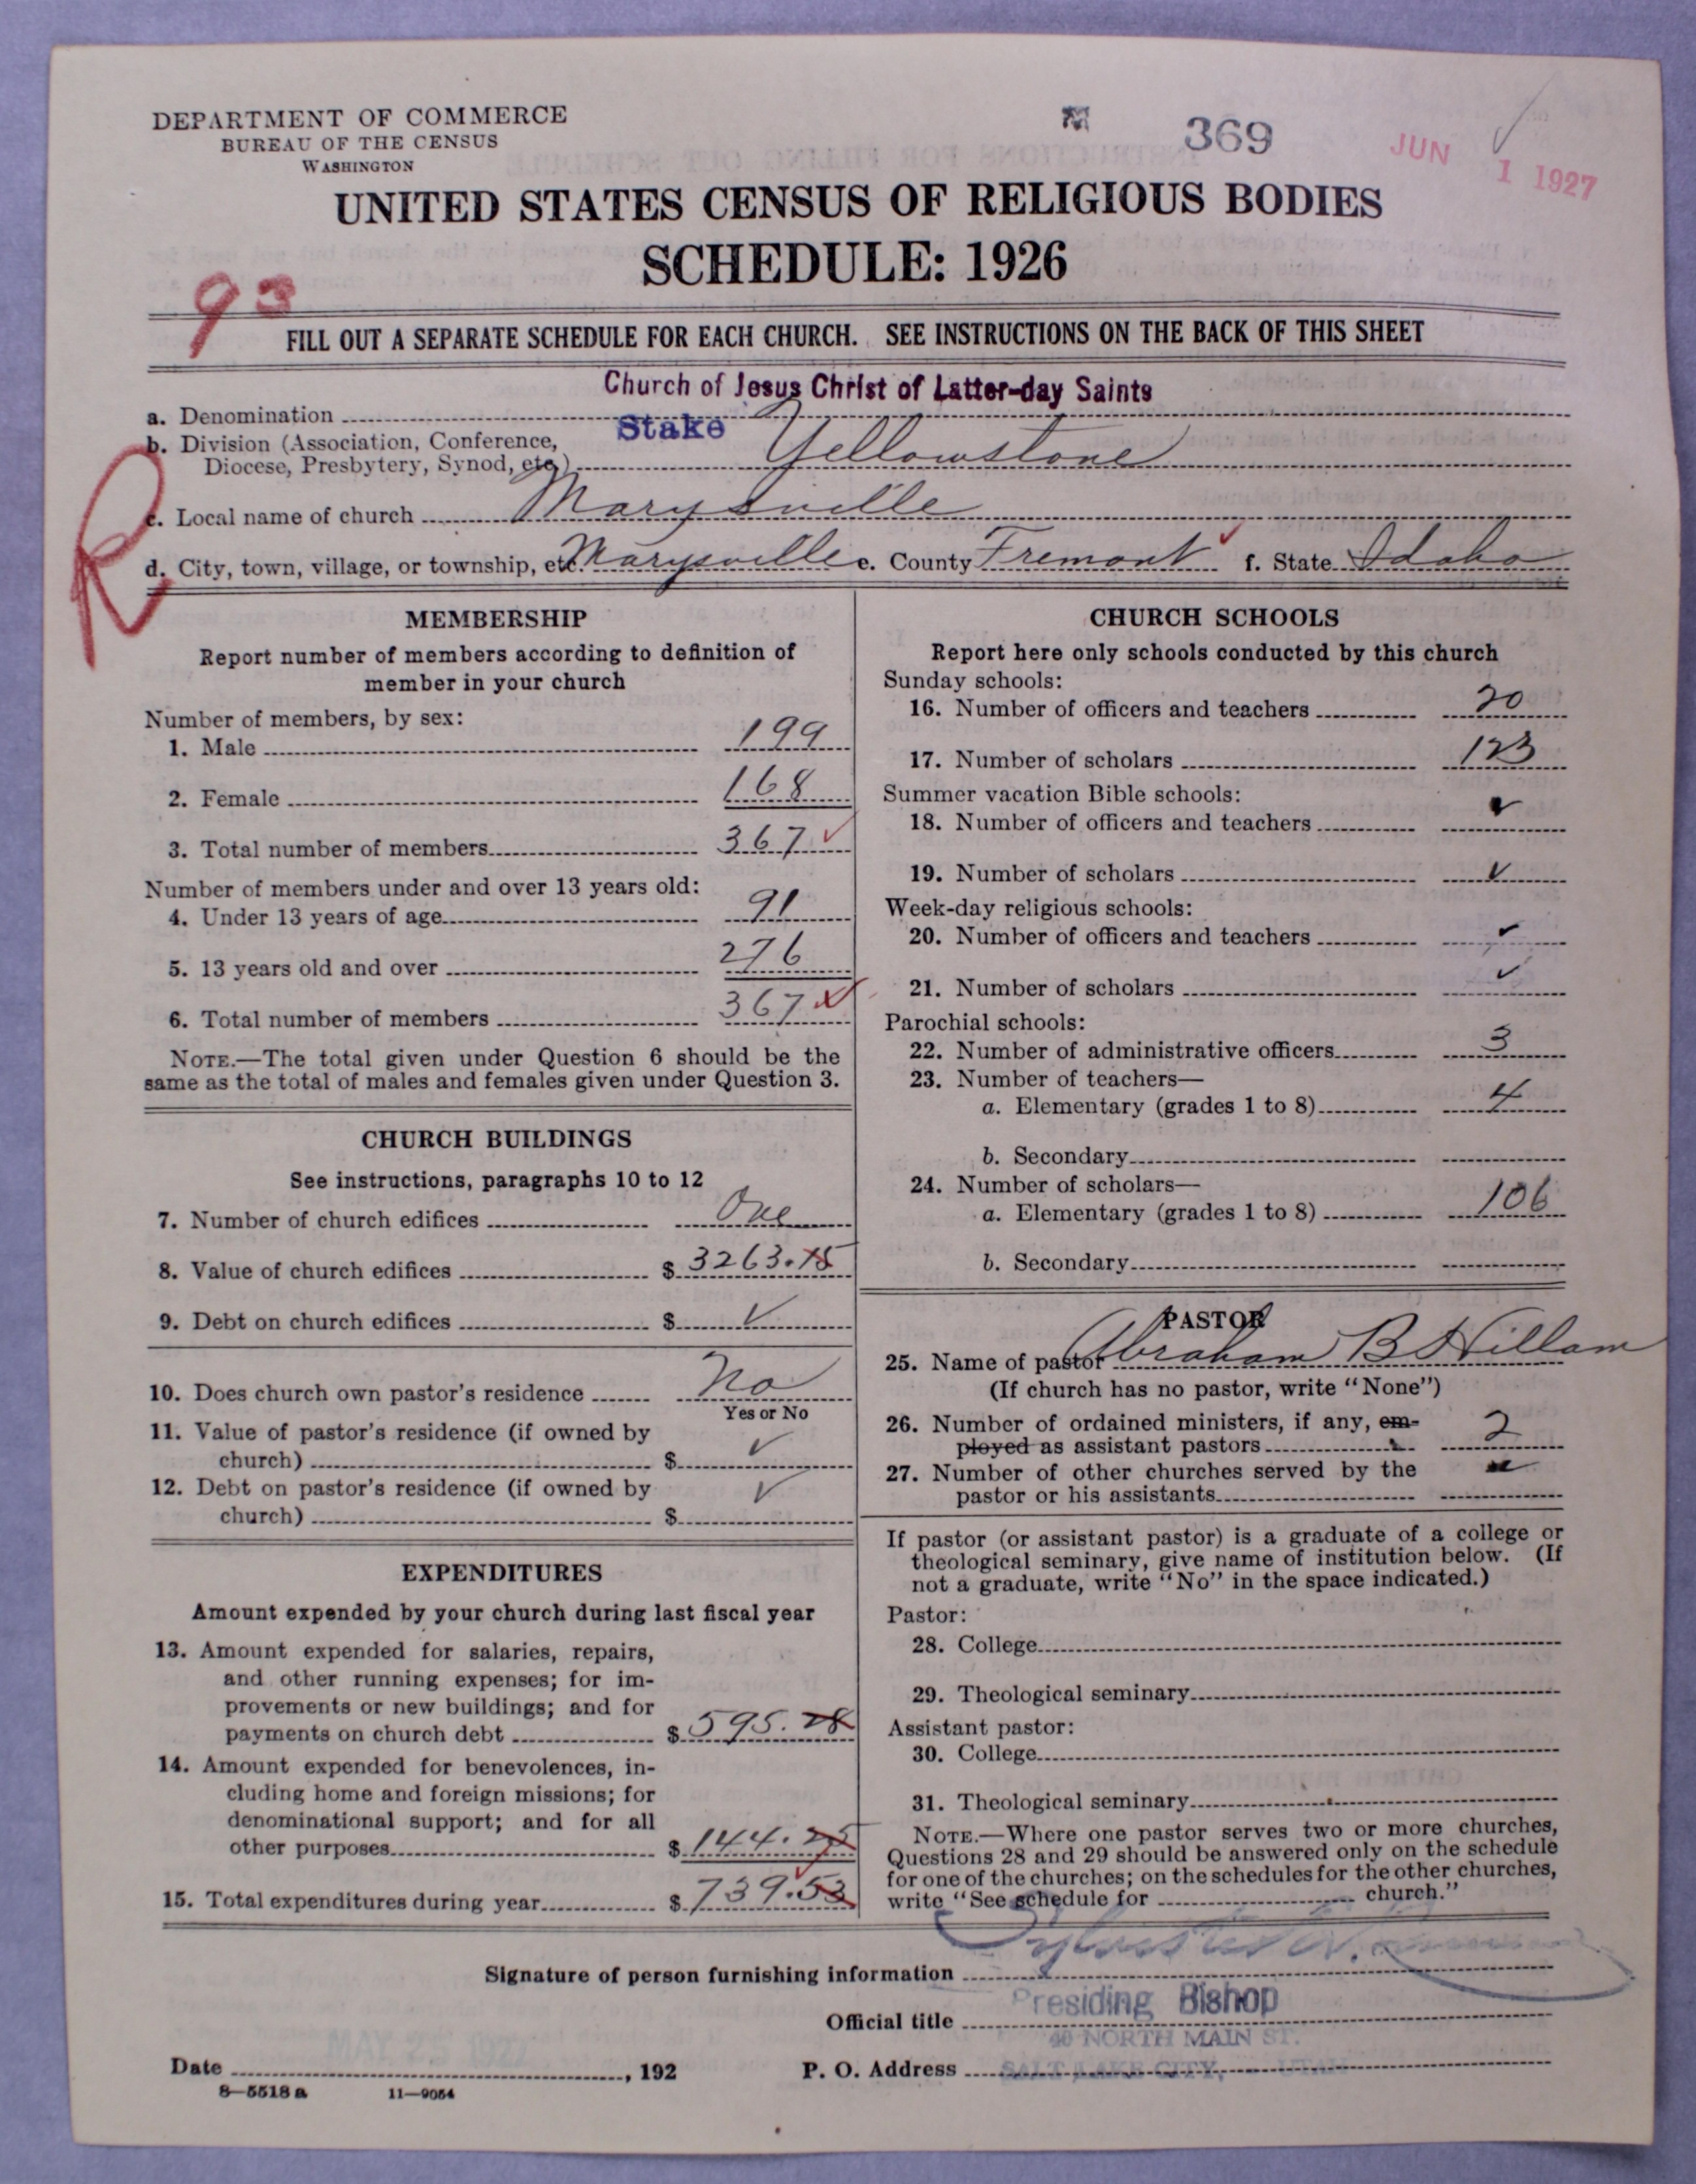 DEPARTMENT OF COMMERCE
BUREAU OF THE CENSUS
WASHINGTON
369
JUN 1 1927
UNITED STATES CENSUS OF RELIGIOUS BODIES
SCHEDULE: 1926
93
FILL OUT A SEPARATE SCHEDULE FOR EACH CHURCH. SEE INSTRUCTIONS ON THE BACK OF THIS SHEET
a. Denomination Church of Jesus Christ of Latter-day Saints
b. Division (Association, Conference, Diocese, Presbytery, Synod, etc.) Stake Yellowstone
R
c. Local name of church Marysville
d. City, town, village, or township, etc. Marysville e. County Fremont ✓ f. State Idaho
MEMBERSHIP
Report number of members according to definition of
member in your church
Number of members, by sex:
1. Male 199
2. Female 168
3. Total number of members 367 ✓
Number of members under and over 13 years old:
4. Under 13 years of age 91
5. 13 years old and over 276
6. Total number of members 367 ✓
NOTE.—The total given under Question 6 should be the
same as the total of males and females given under Question 3.
CHURCH BUILDINGS
See instructions, paragraphs 10 to 12
7. Number of church edifices One
8. Value of church edifices $ 3263.75
9. Debt on church edifices $ ✓
10. Does church own pastor's residence No
Yes or No
11. Value of pastor's residence (if owned by
church) $ ✓
12. Debt on pastor's residence (if owned by
church) $ ✓
EXPENDITURES
Amount expended by your church during last fiscal year
13. Amount expended for salaries, repairs,
and other running expenses; for im-
provements or new buildings; and for
payments on church debt $ 595.28
14. Amount expended for benevolences, in-
cluding home and foreign missions; for
denominational support; and for all
other purposes $ 144.25
15. Total expenditures during year $ 739.53
CHURCH SCHOOLS
Report here only schools conducted by this church
Sunday schools:
16. Number of officers and teachers 20
17. Number of scholars 123
Summer vacation Bible schools:
18. Number of officers and teachers ✓
19. Number of scholars ✓
Week-day religious schools:
20. Number of officers and teachers ✓
21. Number of scholars ✓
Parochial schools:
22. Number of administrative officers 3
23. Number of teachers—
a. Elementary (grades 1 to 8) 4
b. Secondary
24. Number of scholars—
a. Elementary (grades 1 to 8) 106
b. Secondary
PASTOR
25. Name of pastor Abraham B Hillam
(If church has no pastor, write "None")
26. Number of ordained ministers, if any, em-
ployed as assistant pastors 2
27. Number of other churches served by the
pastor or his assistants
If pastor (or assistant pastor) is a graduate of a college or
theological seminary, give name of institution below. (If
not a graduate, write "No" in the space indicated.)
Pastor:
28. College
29. Theological seminary
Assistant pastor:
30. College
31. Theological seminary
NOTE.—Where one pastor serves two or more churches,
Questions 28 and 29 should be answered only on the schedule
for one of the churches; on the schedules for the other churches,
write "See schedule for church."
Signature of person furnishing information
Official title Presiding Bishop
40 NORTH MAIN ST.
Date MAY 25 1927, 192 P. O. Address SALT LAKE CITY, UTAH
8—5518 a 11—9054